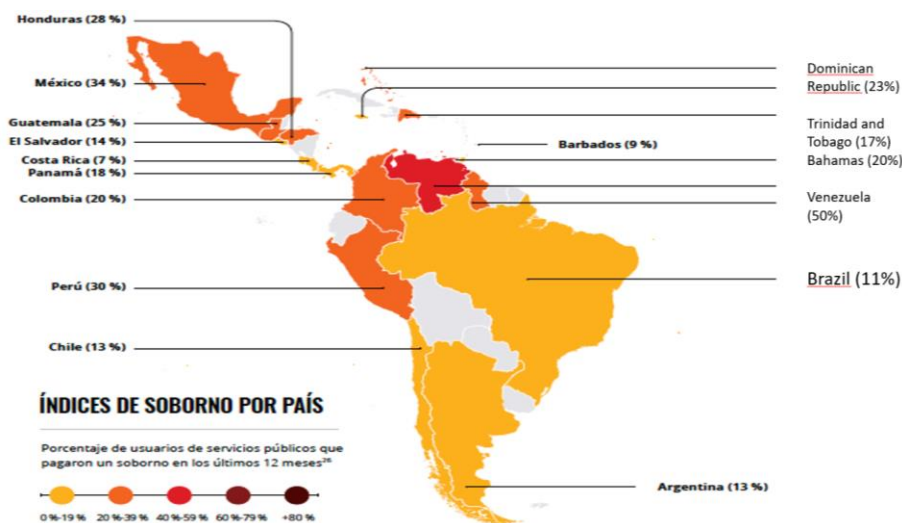 Honduras (28 %)
México (34 %)
Guatemala (25 %)
El Salvador (14 %)
Costa Rica (7 %)
Panamá (18 %)
Colombia (20 %)
Perú (30 %)
Chile (13 %)
Barbados (9 %)
Dominican
Republic (23%)
Trinidad and
Tobago (17%)
Bahamas (20%)
Venezuela
(50%)
Brazil (11%)
Argentina (13 %)
ÍNDICES DE SOBORNO POR PAÍS
Porcentaje de usuarios de servicios públicos que
pagaron un soborno en los últimos 12 meses²⁶
0 %-19 % 20 %-39 % 40 %-59 % 60 %-79 % +80 %